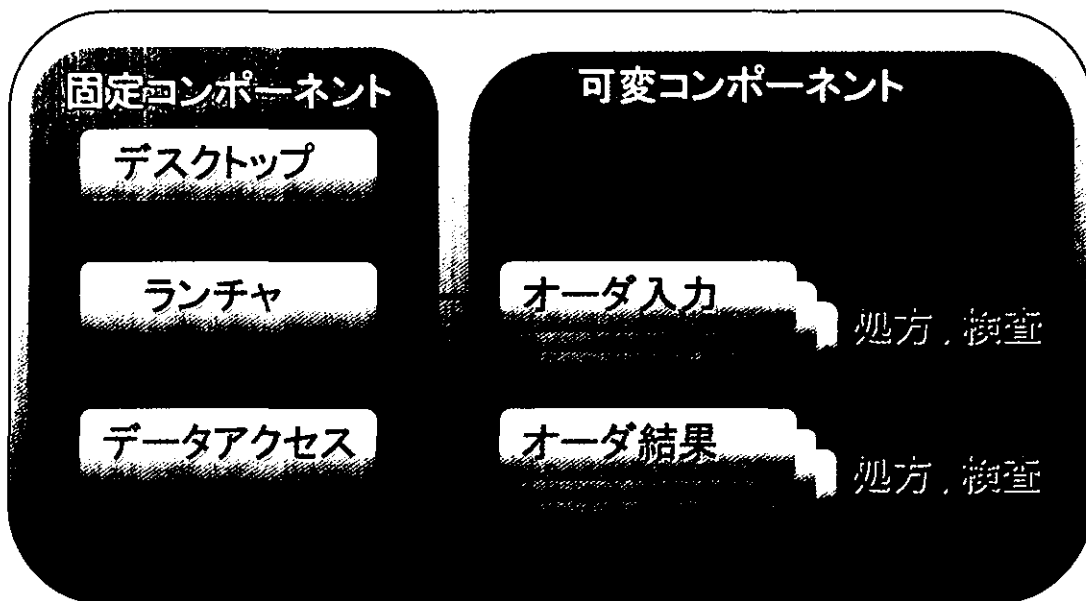 固定コンポーネント
デスクトップ
ランチャ
データアクセス
可変コンポーネント
オーダ入力
処方，検査
オーダ結果
処方，検査